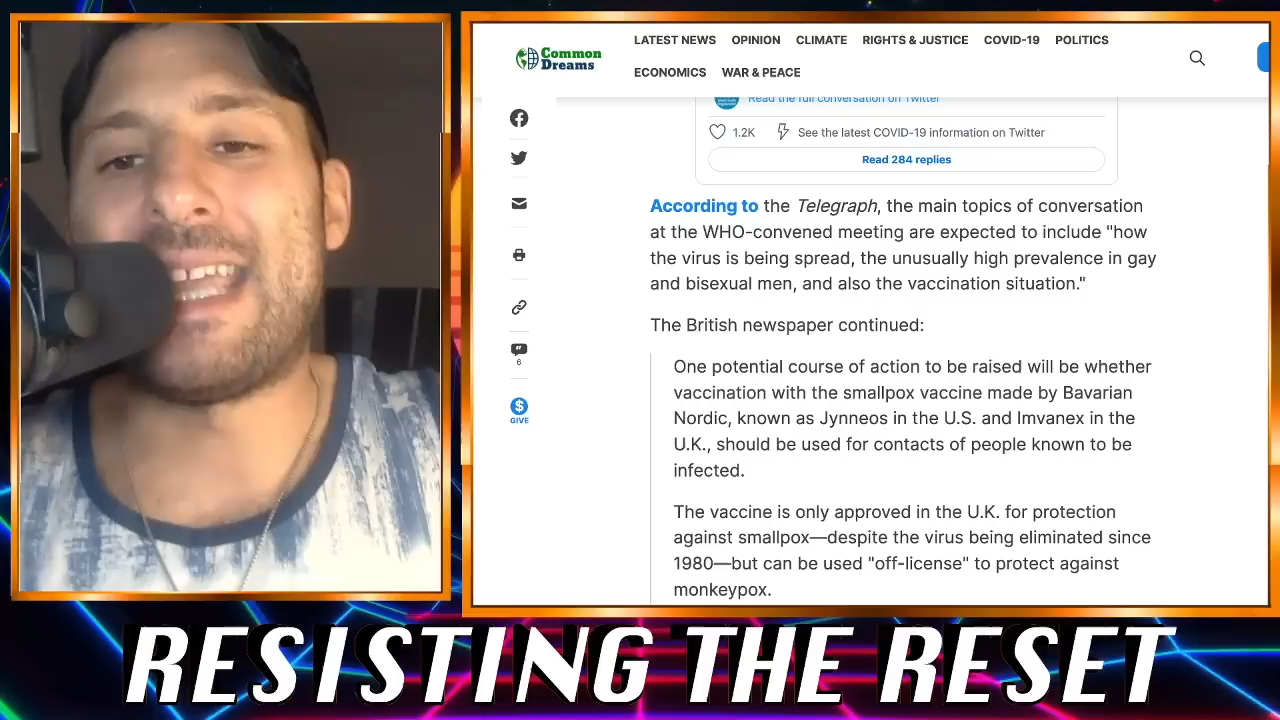 Common
Dreams
LATEST NEWS OPINION CLIMATE RIGHTS & JUSTICE COVID-19 POLITICS
ECONOMICS WAR & PEACE
Read the full conversation on Twitter
1.2K See the latest COVID-19 information on Twitter
Read 284 replies
According to the Telegraph, the main topics of conversation
at the WHO-convened meeting are expected to include "how
the virus is being spread, the unusually high prevalence in gay
and bisexual men, and also the vaccination situation."
The British newspaper continued:
6
GIVE
One potential course of action to be raised will be whether
vaccination with the smallpox vaccine made by Bavarian
Nordic, known as Jynneos in the U.S. and Imvanex in the
U.K., should be used for contacts of people known to be
infected.
The vaccine is only approved in the U.K. for protection
against smallpox—despite the virus being eliminated since
1980—but can be used "off-license" to protect against
monkeypox.
RESISTING THE RESET